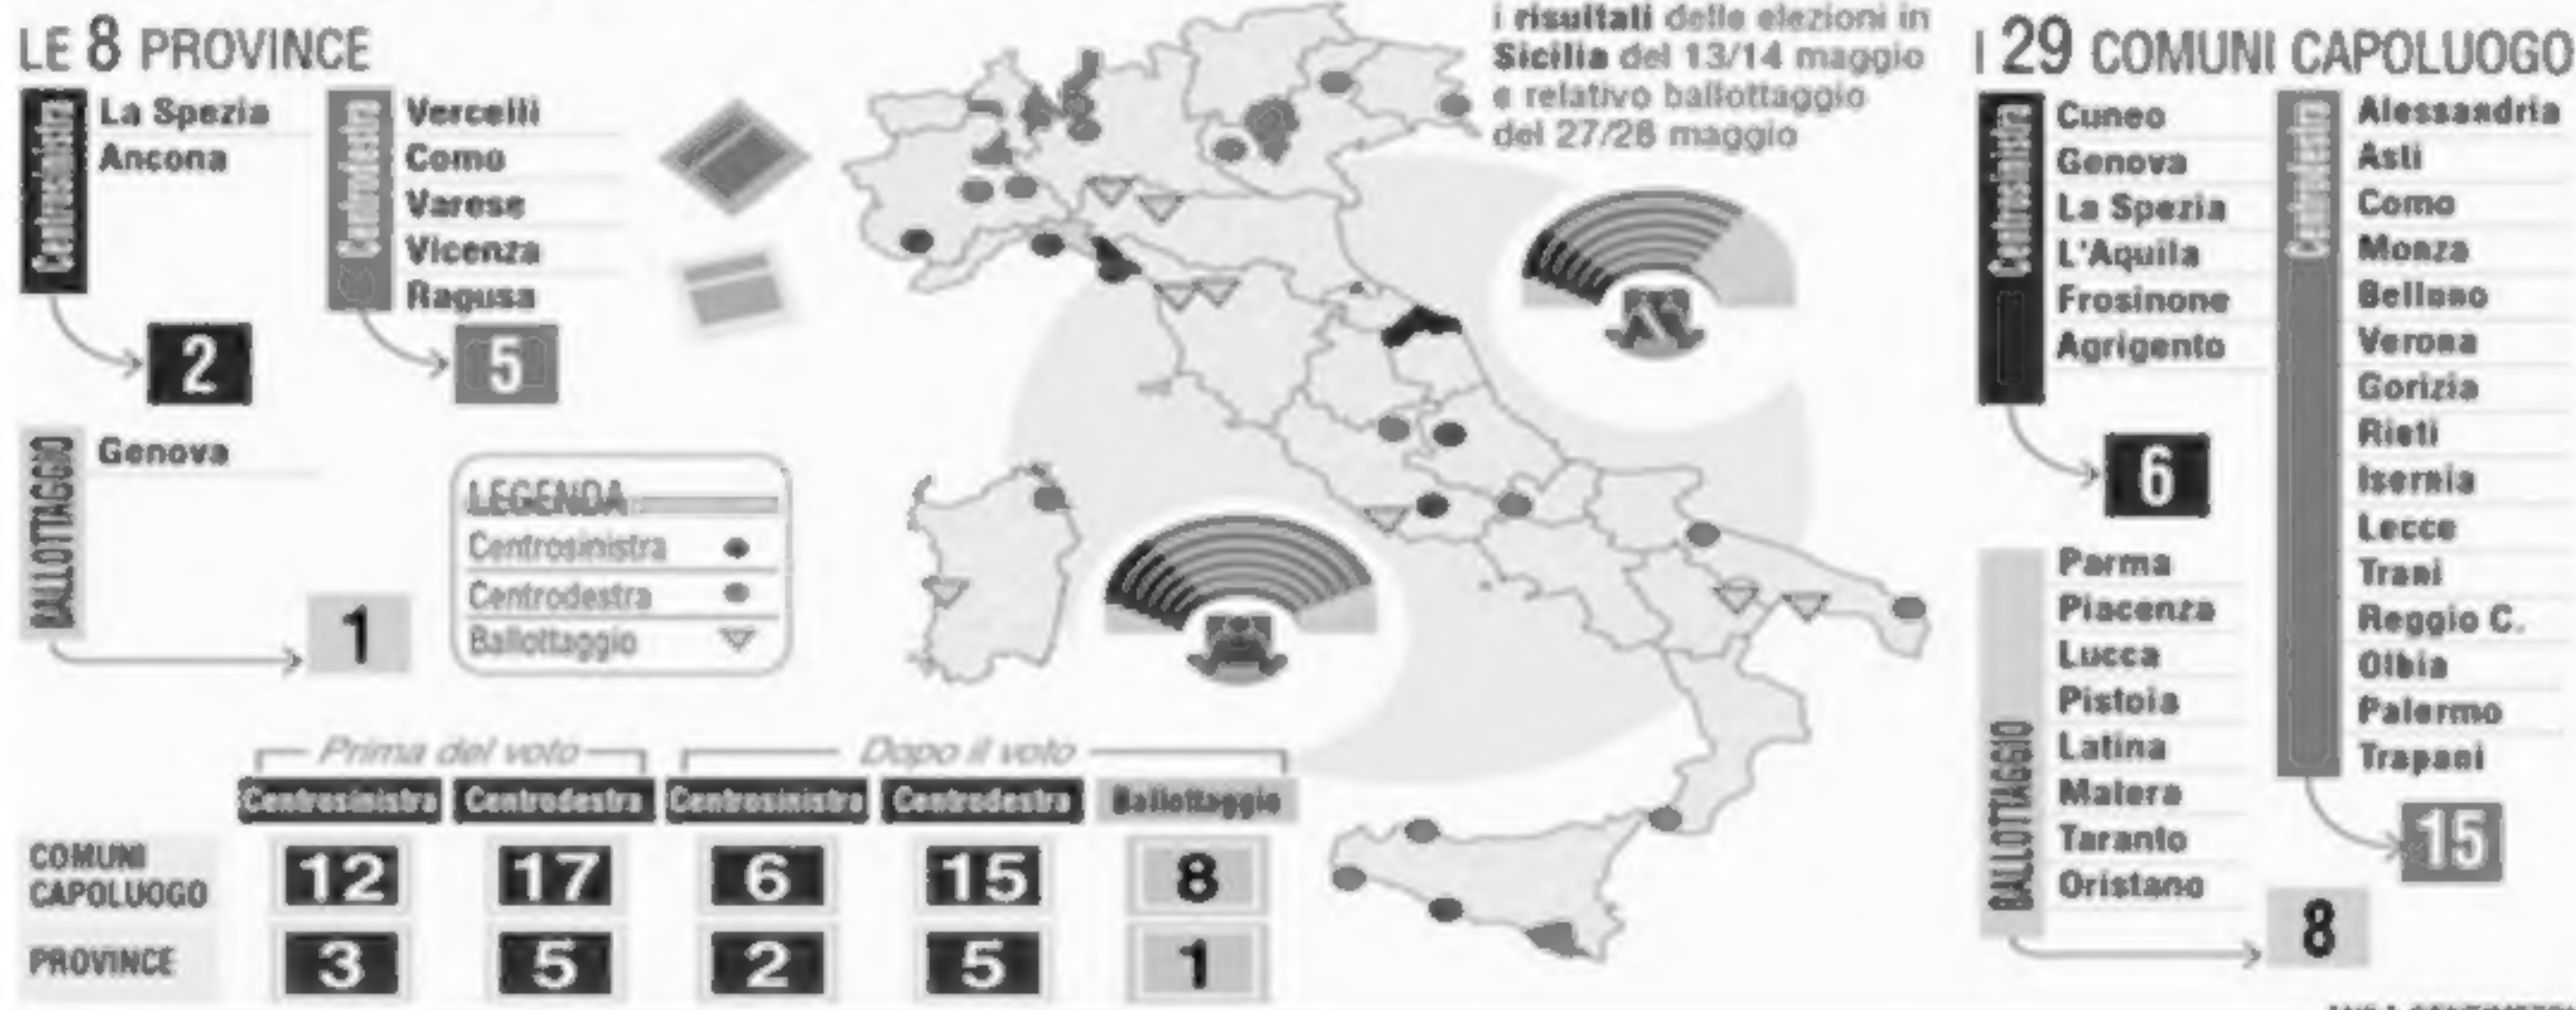 LE 8 PROVINCE
Centrosinistra
La Spezia
Ancona
2
Centrodestra
Vercelli
Como
Varese
Vicenza
Ragusa
5
BALLOTTAGGIO
Genova
1
LEGENDA
Centrosinistra
Centrodestra
Ballottaggio
i risultati delle elezioni in
Sicilia del 13/14 maggio
e relativo ballottaggio
del 27/28 maggio
I 29 COMUNI CAPOLUOGO
Centrosinistra
Cuneo
Genova
La Spezia
L'Aquila
Frosinone
Agrigento
6
Centrodestra
Alessandria
Asti
Como
Monza
Belluno
Verona
Gorizia
Rieti
Isernia
Lecce
Trani
Reggio C.
Olbia
Palermo
Trapani
15
BALLOTTAGGIO
Parma
Piacenza
Lucca
Pistoia
Latina
Matera
Taranto
Oristano
8
Prima del voto Dopo il voto
Centrosinistra Centrodestra Centrosinistra Centrodestra Ballottaggio
COMUNI
CAPOLUOGO 12 17 6 15 8
PROVINCE 3 5 2 5 1